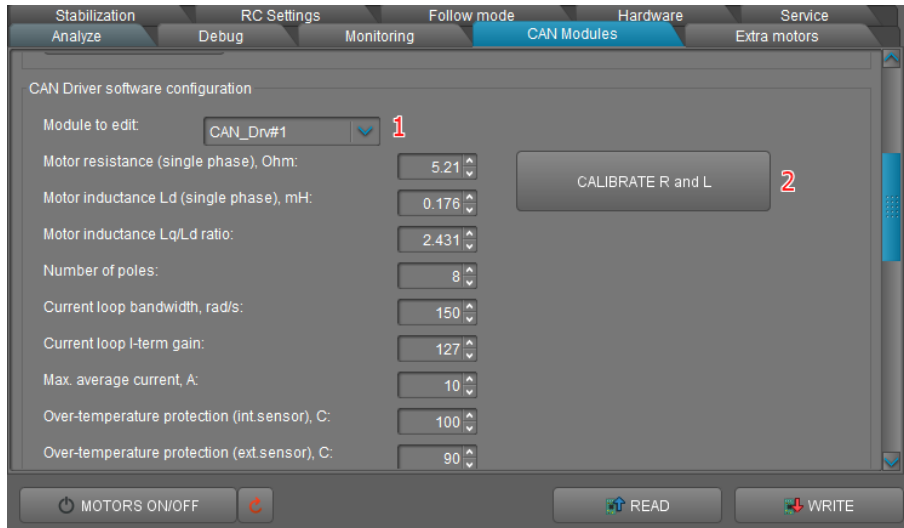 Stabilization RC Settings Follow mode Hardware Service
Analyze Debug Monitoring CAN Modules Extra motors
CAN Driver software configuration
Module to edit: CAN_Drv#1 1
Motor resistance (single phase), Ohm: 5.21
CALIBRATE R and L 2
Motor inductance Ld (single phase), mH: 0.176
Motor inductance Lq/Ld ratio: 2.431
Number of poles: 8
Current loop bandwidth, rad/s: 150
Current loop I-term gain: 127
Max. average current, A: 10
Over-temperature protection (int.sensor), C: 100
Over-temperature protection (ext.sensor), C: 90
MOTORS ON/OFF READ WRITE